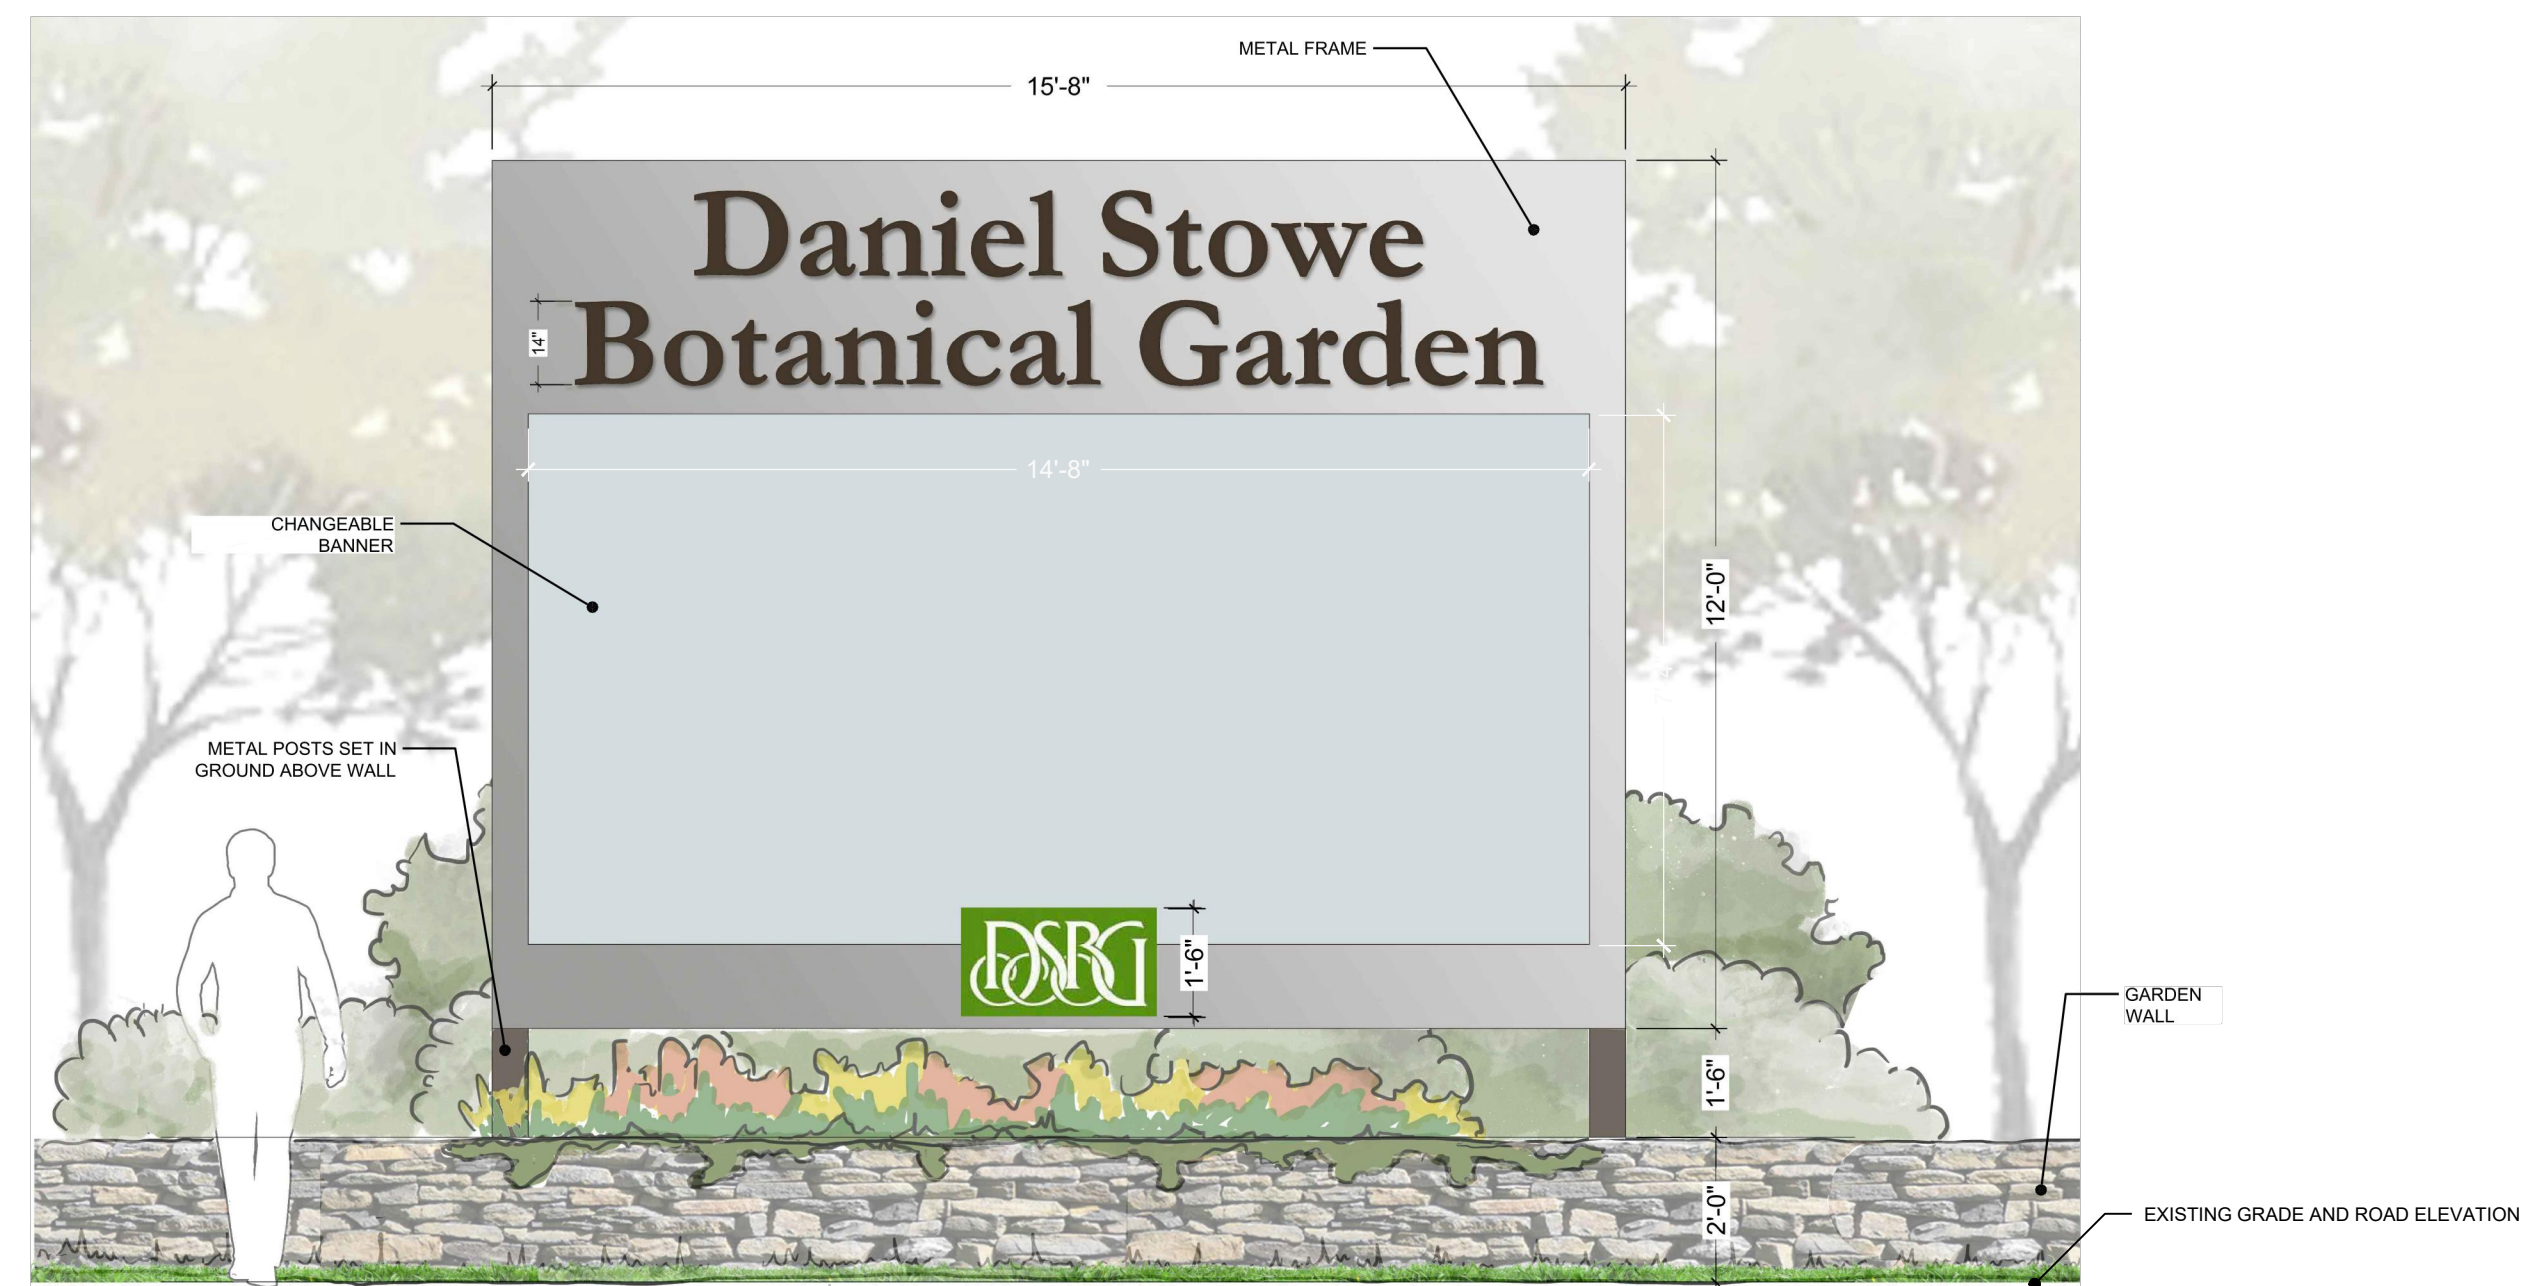 METAL FRAME
15'-8"
Daniel Stowe
Botanical Garden
14"
14'-8"
CHANGEABLE
BANNER
12'-0"
METAL POSTS SET IN
GROUND ABOVE WALL
DSBG
1'-6"
GARDEN
WALL
1'-6"
2'-0"
EXISTING GRADE AND ROAD ELEVATION